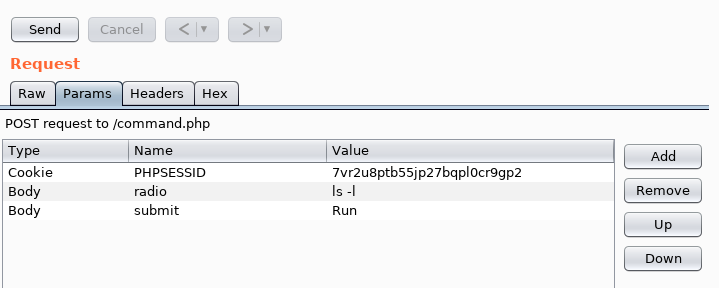 Send Cancel < ▼ > ▼
Request
Raw Params Headers Hex
POST request to /command.php
Type Name Value
Cookie PHPSESSID 7vr2u8ptb55jp27bqpl0cr9gp2
Body radio ls -l
Body submit Run
Add
Remove
Up
Down